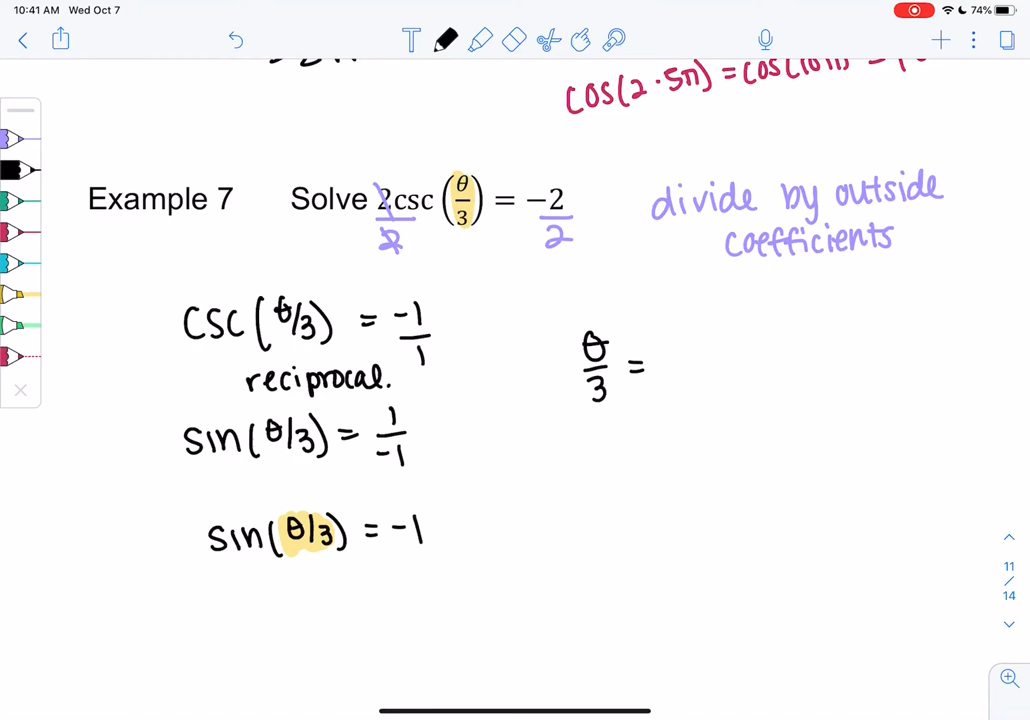 10:41 AM Wed Oct 7
74%
cos(2·5π) = cos(10π) =
Example 7 Solve 2csc(θ/3) = −2
2 2
divide by outside
coefficients
csc(θ/3) = -1/1
reciprocal.
sin(θ/3) = 1/-1
θ/3 =
sin(θ/3) = -1
11
/
14